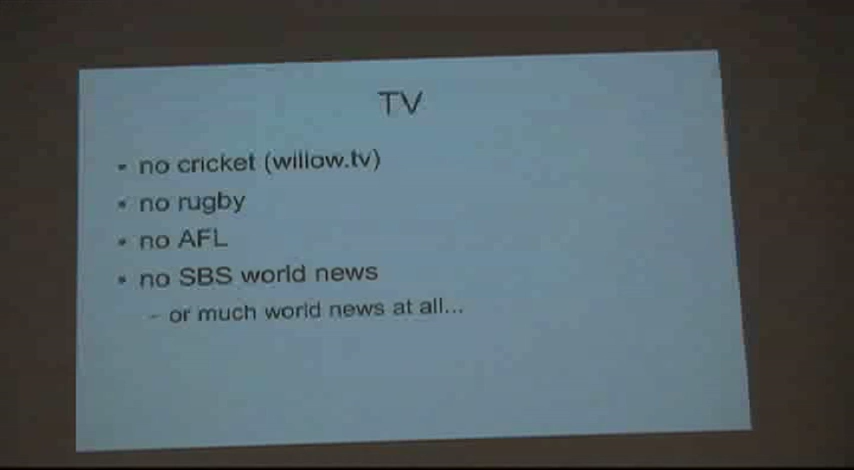 TV
• no cricket (willow.tv)
• no rugby
• no AFL
• no SBS world news
– or much world news at all...